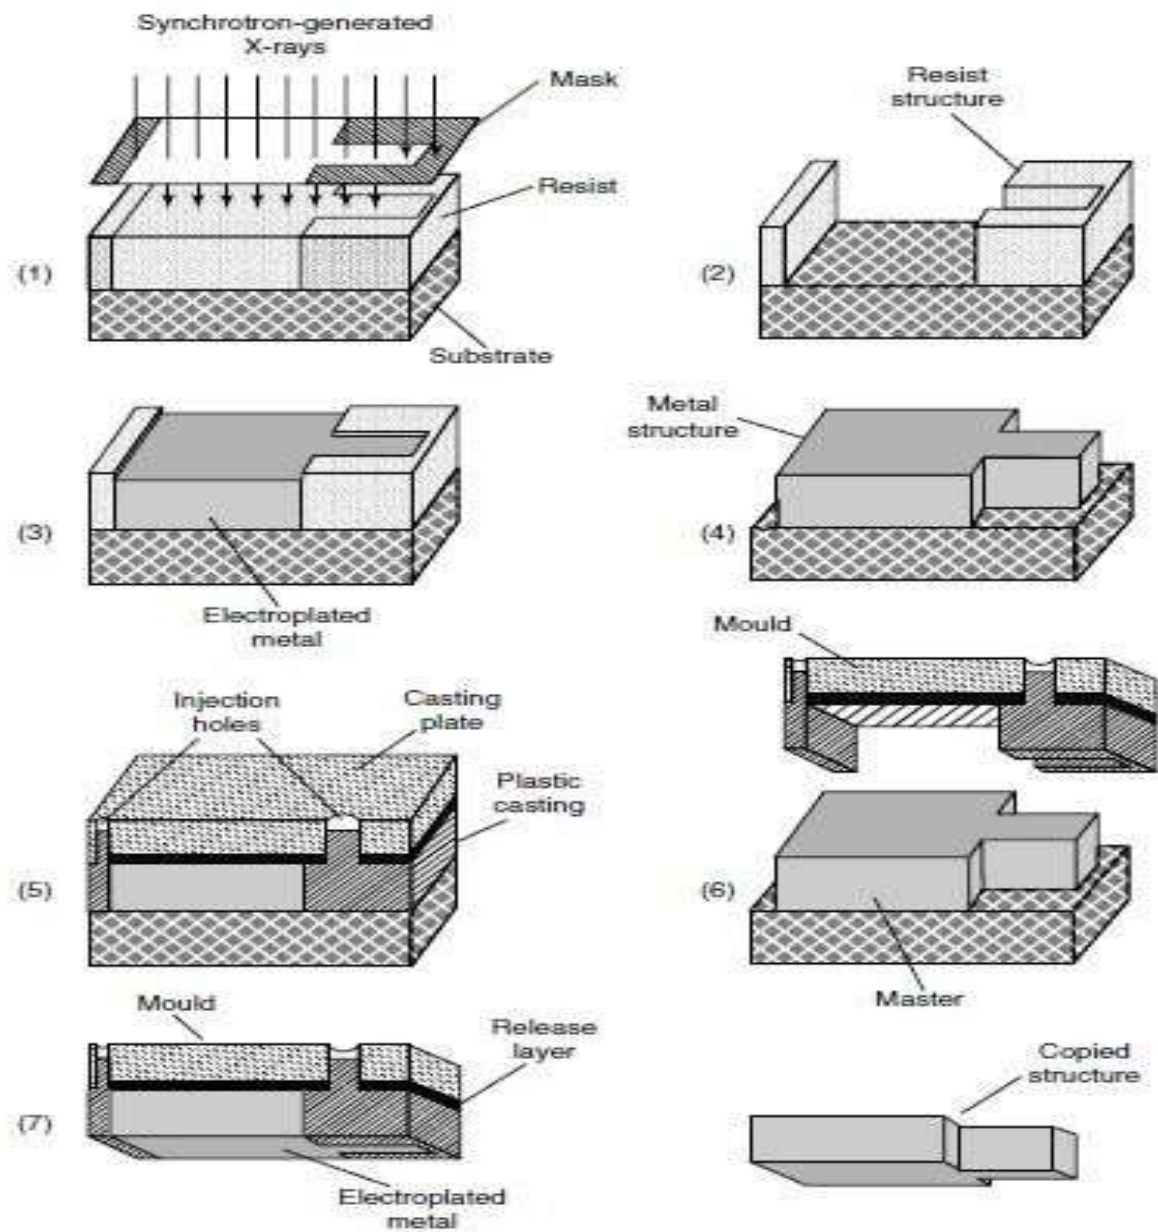 Synchrotron-generated
X-rays
Mask
Resist
(1)
Substrate
Resist
structure
(2)
(3)
Electroplated
metal
Metal
structure
(4)
Injection
holes
Casting
plate
Plastic
casting
(5)
Mould
(6)
Master
Mould
Release
layer
(7)
Electroplated
metal
Copied
structure